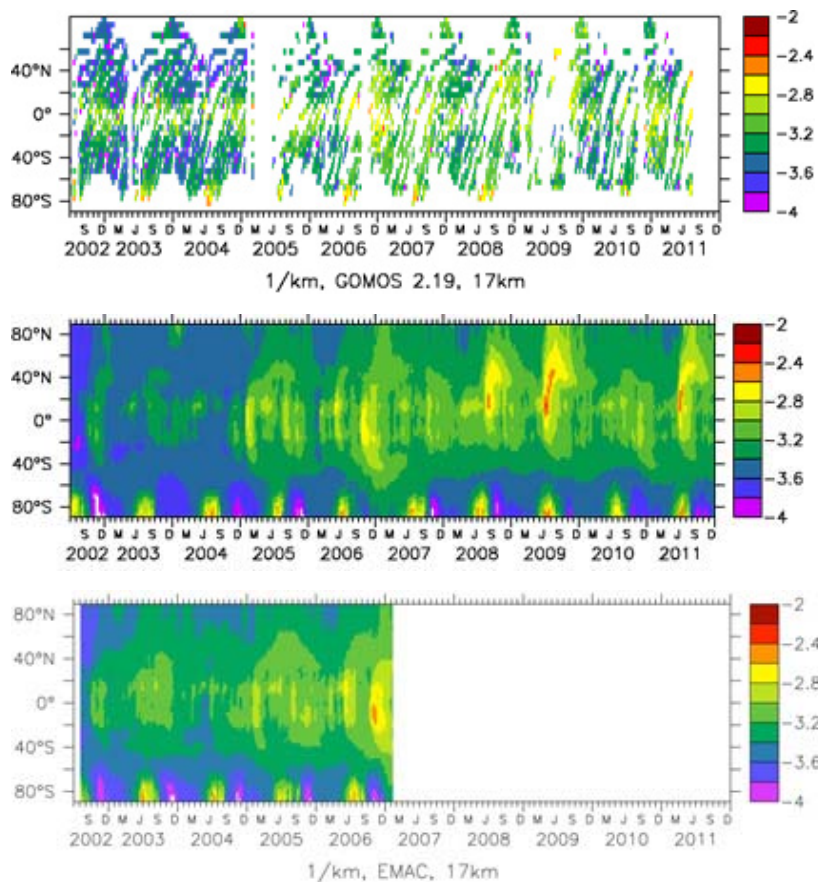 40°N
0°
40°S
80°S
-2
-2.4
-2.8
-3.2
-3.6
-4
S D M J S D M J S D M J S D M J S D M J S D M J S D M J S D M J S D M J S D
2002 2003 2004 2005 2006 2007 2008 2009 2010 2011
1/km, GOMOS 2.19, 17km
80°N
40°N
0°
40°S
80°S
-2
-2.4
-2.8
-3.2
-3.6
-4
S D M J S D M J S D M J S D M J S D M J S D M J S D M J S D M J S D M J S D
2002 2003 2004 2005 2006 2007 2008 2009 2010 2011
80°N
40°N
0°
40°S
80°S
-2
-2.4
-2.8
-3.2
-3.6
-4
S D M J S D M J S D M J S D M J S D M J S D M J S D M J S D M J S D M J S D
2002 2003 2004 2005 2006 2007 2008 2009 2010 2011
1/km, EMAC, 17km